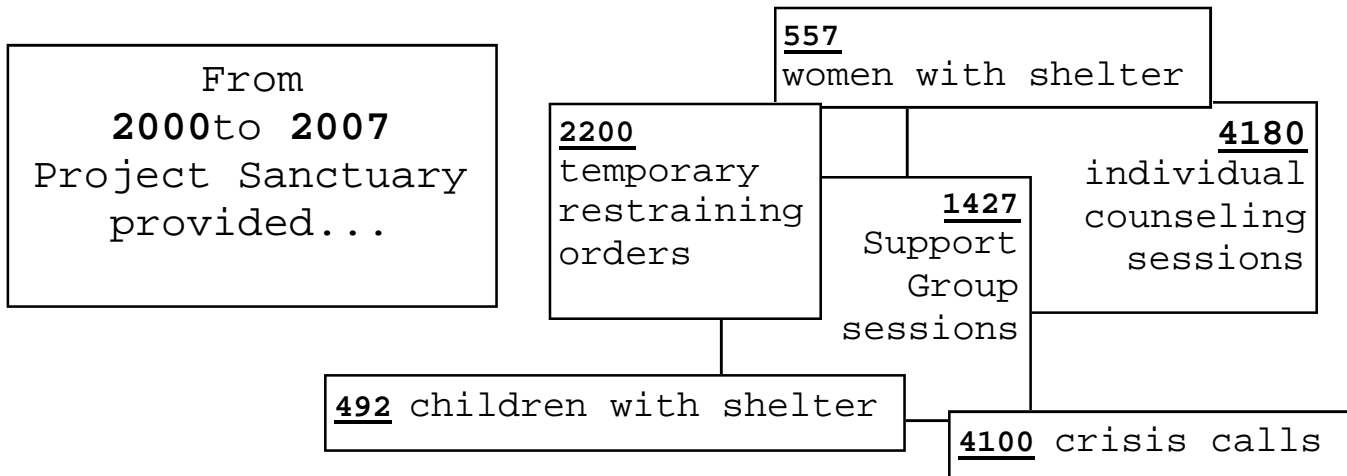 From
2000to 2007
Project Sanctuary
provided...
557
women with shelter
2200
temporary
restraining
orders
4180
individual
counseling
sessions
1427
Support
Group
sessions
492 children with shelter
4100 crisis calls